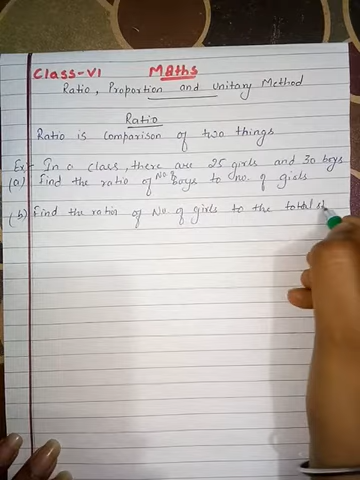 Class-VI Maths
Ratio, Proportion and Unitary Method
Ratio
Ratio is comparison of two things
Ex:- In a class, there are 25 girls and 30 boys
(a) Find the ratio of No. of boys to no. of girls
(b) Find the ratio of No of girls to the total s